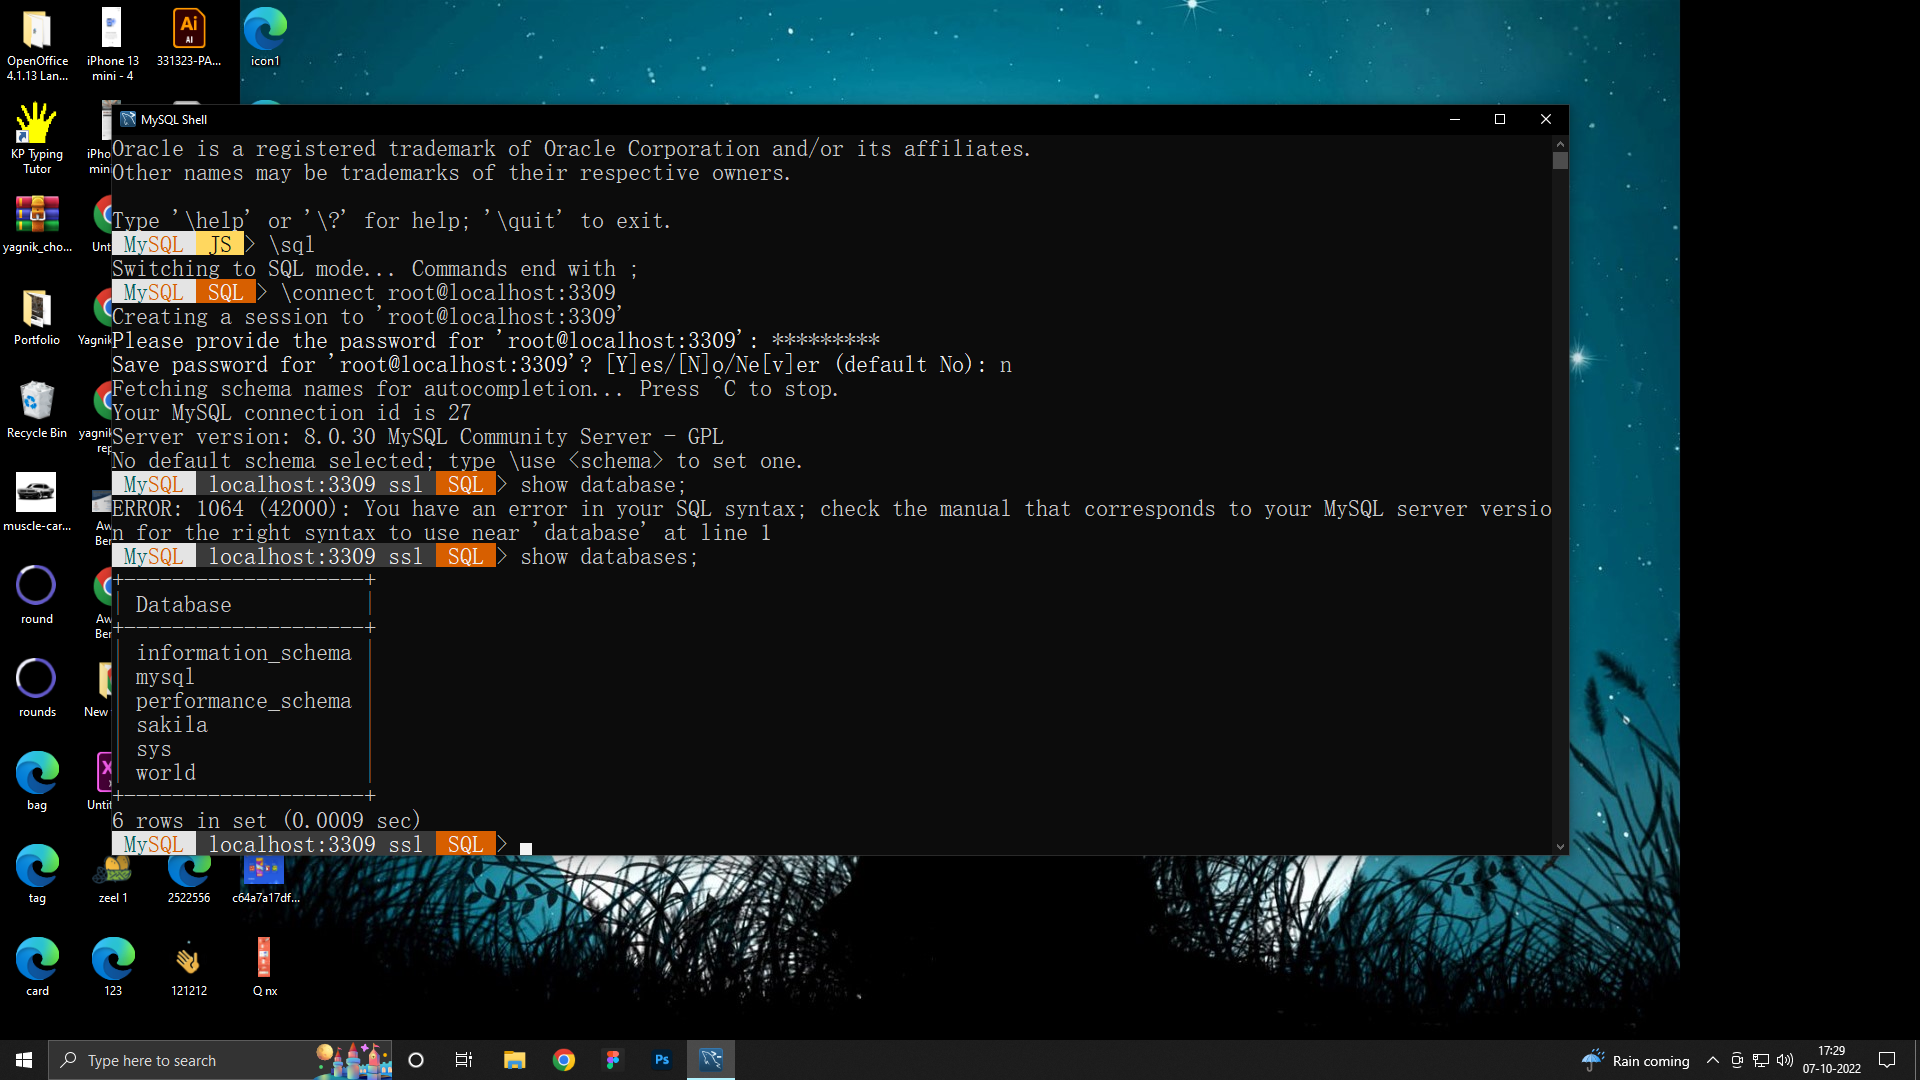 OpenOffice
4.1.13 Lan...
iPhone 13
mini - 4
Ai
AI
331323-PA...
icon1
KP Typing
Tutor
iPho
mini
yagnik_cho...
Unt
Portfolio
Yagnik
Recycle Bin
yagnik
rep
muscle-car...
Aw
Ber
round
Aw
Ber
rounds
New
bag
Untit
tag
zeel 1
2522556
c64a7a17df...
card
123
121212
Q nx
MySQL Shell
Oracle is a registered trademark of Oracle Corporation and/or its affiliates.
Other names may be trademarks of their respective owners.
Type '\help' or '\?' for help; '\quit' to exit.
MySQL JS > \sql
Switching to SQL mode... Commands end with ;
MySQL SQL > \connect root@localhost:3309
Creating a session to 'root@localhost:3309'
Please provide the password for 'root@localhost:3309': *********
Save password for 'root@localhost:3309'? [Y]es/[N]o/Ne[v]er (default No): n
Fetching schema names for autocompletion... Press ^C to stop.
Your MySQL connection id is 27
Server version: 8.0.30 MySQL Community Server - GPL
No default schema selected; type \use <schema> to set one.
MySQL localhost:3309 ssl SQL > show database;
ERROR: 1064 (42000): You have an error in your SQL syntax; check the manual that corresponds to your MySQL server versio
n for the right syntax to use near 'database' at line 1
MySQL localhost:3309 ssl SQL > show databases;
+--------------------+
| Database           |
+--------------------+
| information_schema |
| mysql              |
| performance_schema |
| sakila             |
| sys                |
| world              |
+--------------------+
6 rows in set (0.0009 sec)
MySQL localhost:3309 ssl SQL >
Type here to search
Ps
Rain coming
17:29
07-10-2022